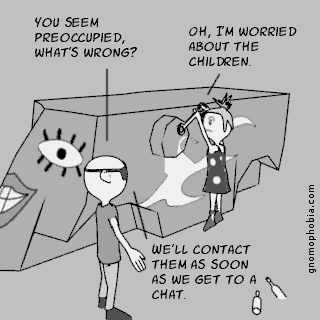 YOU SEEM
PREOCCUPIED,
WHAT'S WRONG?
OH, I'M WORRIED
ABOUT THE
CHILDREN.
WE'LL CONTACT
THEM AS SOON
AS WE GET TO A
CHAT.
gnomophobia.com